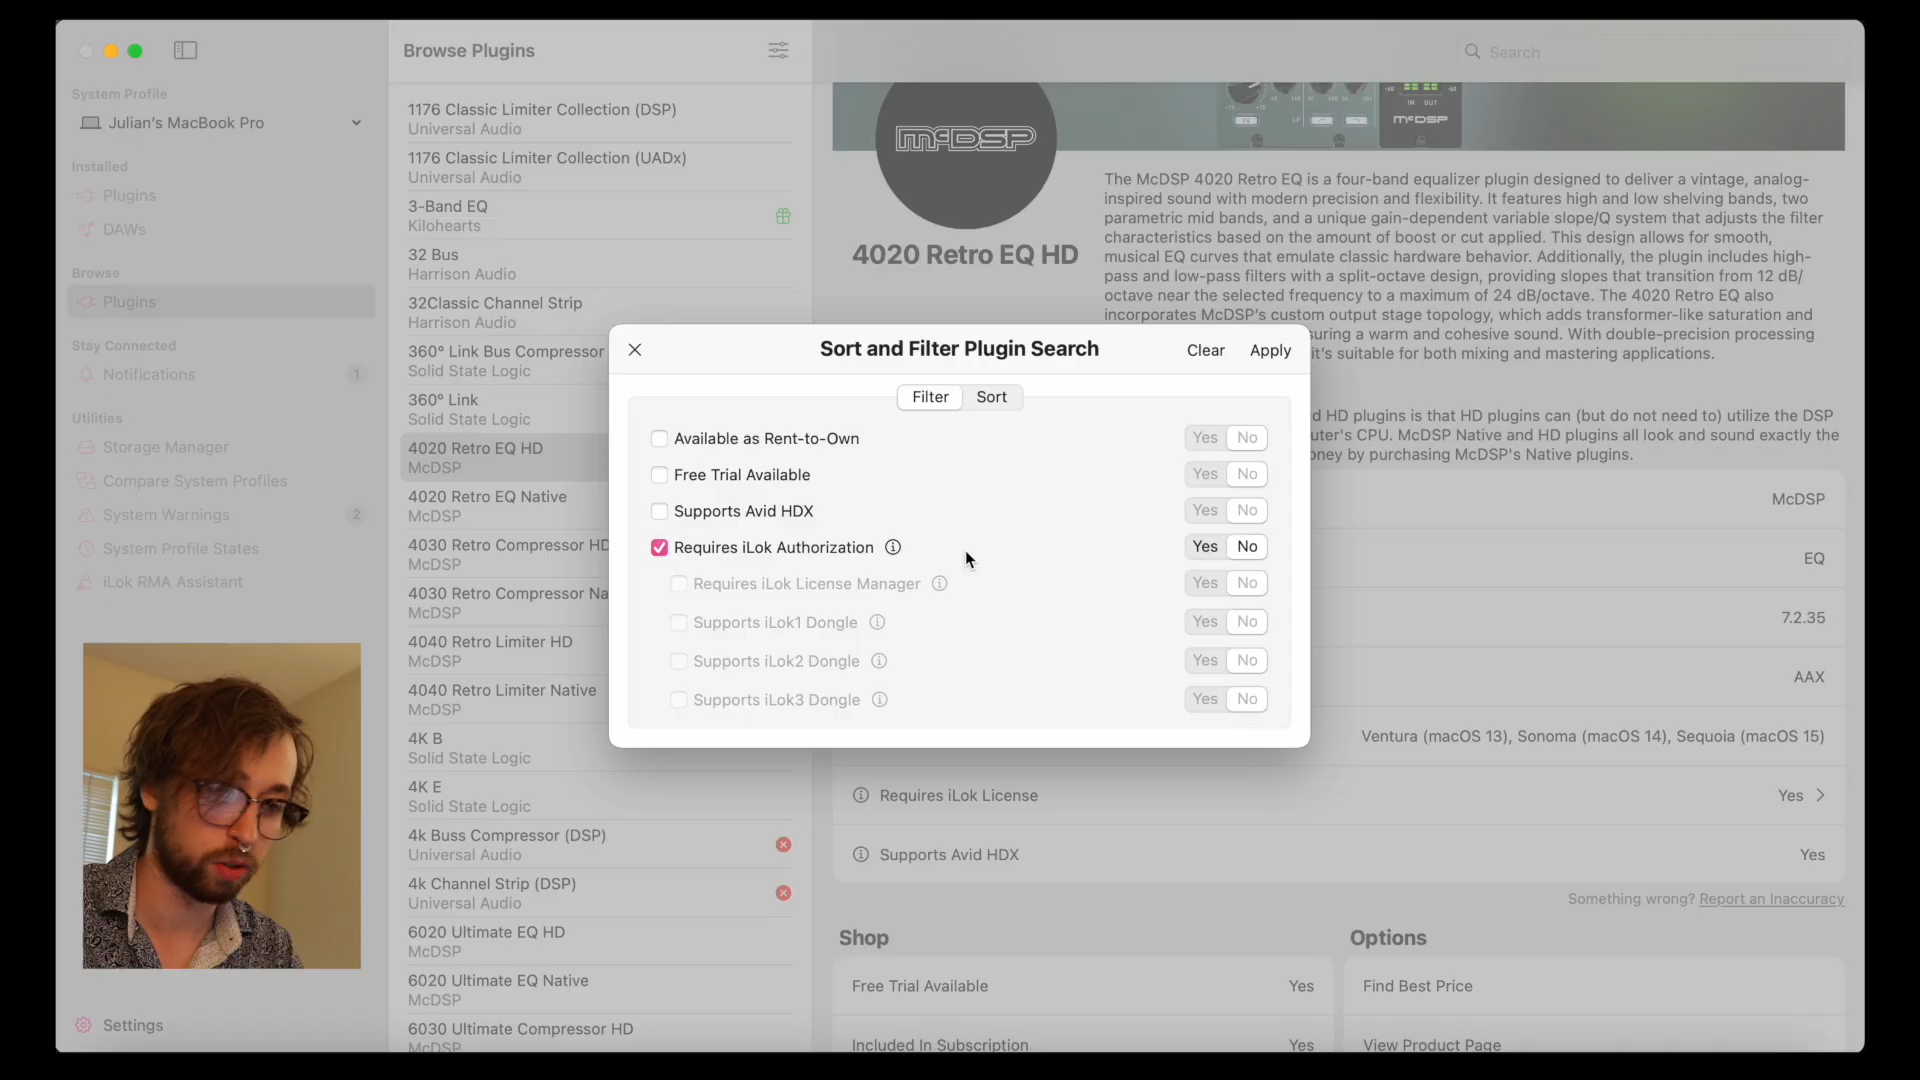 Browse Plugins
Search
System Profile
Julian's MacBook Pro
Installed
Plugins
DAWs
Browse
Plugins
Stay Connected
Notifications 1
Utilities
Storage Manager
Compare System Profiles
System Warnings 2
System Profile States
iLok RMA Assistant
Settings
1176 Classic Limiter Collection (DSP)
Universal Audio
1176 Classic Limiter Collection (UADx)
Universal Audio
3-Band EQ
Kilohearts
32 Bus
Harrison Audio
32Classic Channel Strip
Harrison Audio
360° Link Bus Compressor
Solid State Logic
360° Link
Solid State Logic
4020 Retro EQ HD
McDSP
4020 Retro EQ Native
McDSP
4030 Retro Compressor HD
McDSP
4030 Retro Compressor Na
McDSP
4040 Retro Limiter HD
McDSP
4040 Retro Limiter Native
McDSP
4K B
Solid State Logic
4K E
Solid State Logic
4k Buss Compressor (DSP)
Universal Audio
4k Channel Strip (DSP)
Universal Audio
6020 Ultimate EQ HD
McDSP
6020 Ultimate EQ Native
McDSP
6030 Ultimate Compressor HD
McDSP
McDSP
IN OUT
McDSP
4020 Retro EQ HD
The McDSP 4020 Retro EQ is a four-band equalizer plugin designed to deliver a vintage, analog-
inspired sound with modern precision and flexibility. It features high and low shelving bands, two
parametric mid bands, and a unique gain-dependent variable slope/Q system that adjusts the filter
characteristics based on the amount of boost or cut applied. This design allows for smooth,
musical EQ curves that emulate classic hardware behavior. Additionally, the plugin includes high-
pass and low-pass filters with a split-octave design, providing slopes that transition from 12 dB/
octave near the selected frequency to a maximum of 24 dB/octave. The 4020 Retro EQ also
incorporates McDSP's custom output stage topology, which adds transformer-like saturation and
suring a warm and cohesive sound. With double-precision processing
it's suitable for both mixing and mastering applications.
d HD plugins is that HD plugins can (but do not need to) utilize the DSP
uter's CPU. McDSP Native and HD plugins all look and sound exactly the
oney by purchasing McDSP's Native plugins.
McDSP
EQ
7.2.35
AAX
Ventura (macOS 13), Sonoma (macOS 14), Sequoia (macOS 15)
Requires iLok License Yes
Supports Avid HDX Yes
Something wrong? Report an Inaccuracy
Shop
Free Trial Available Yes
Included In Subscription Yes
Options
Find Best Price
View Product Page
Sort and Filter Plugin Search
Clear Apply
Filter Sort
Available as Rent-to-Own Yes No
Free Trial Available Yes No
Supports Avid HDX Yes No
Requires iLok Authorization Yes No
Requires iLok License Manager Yes No
Supports iLok1 Dongle Yes No
Supports iLok2 Dongle Yes No
Supports iLok3 Dongle Yes No